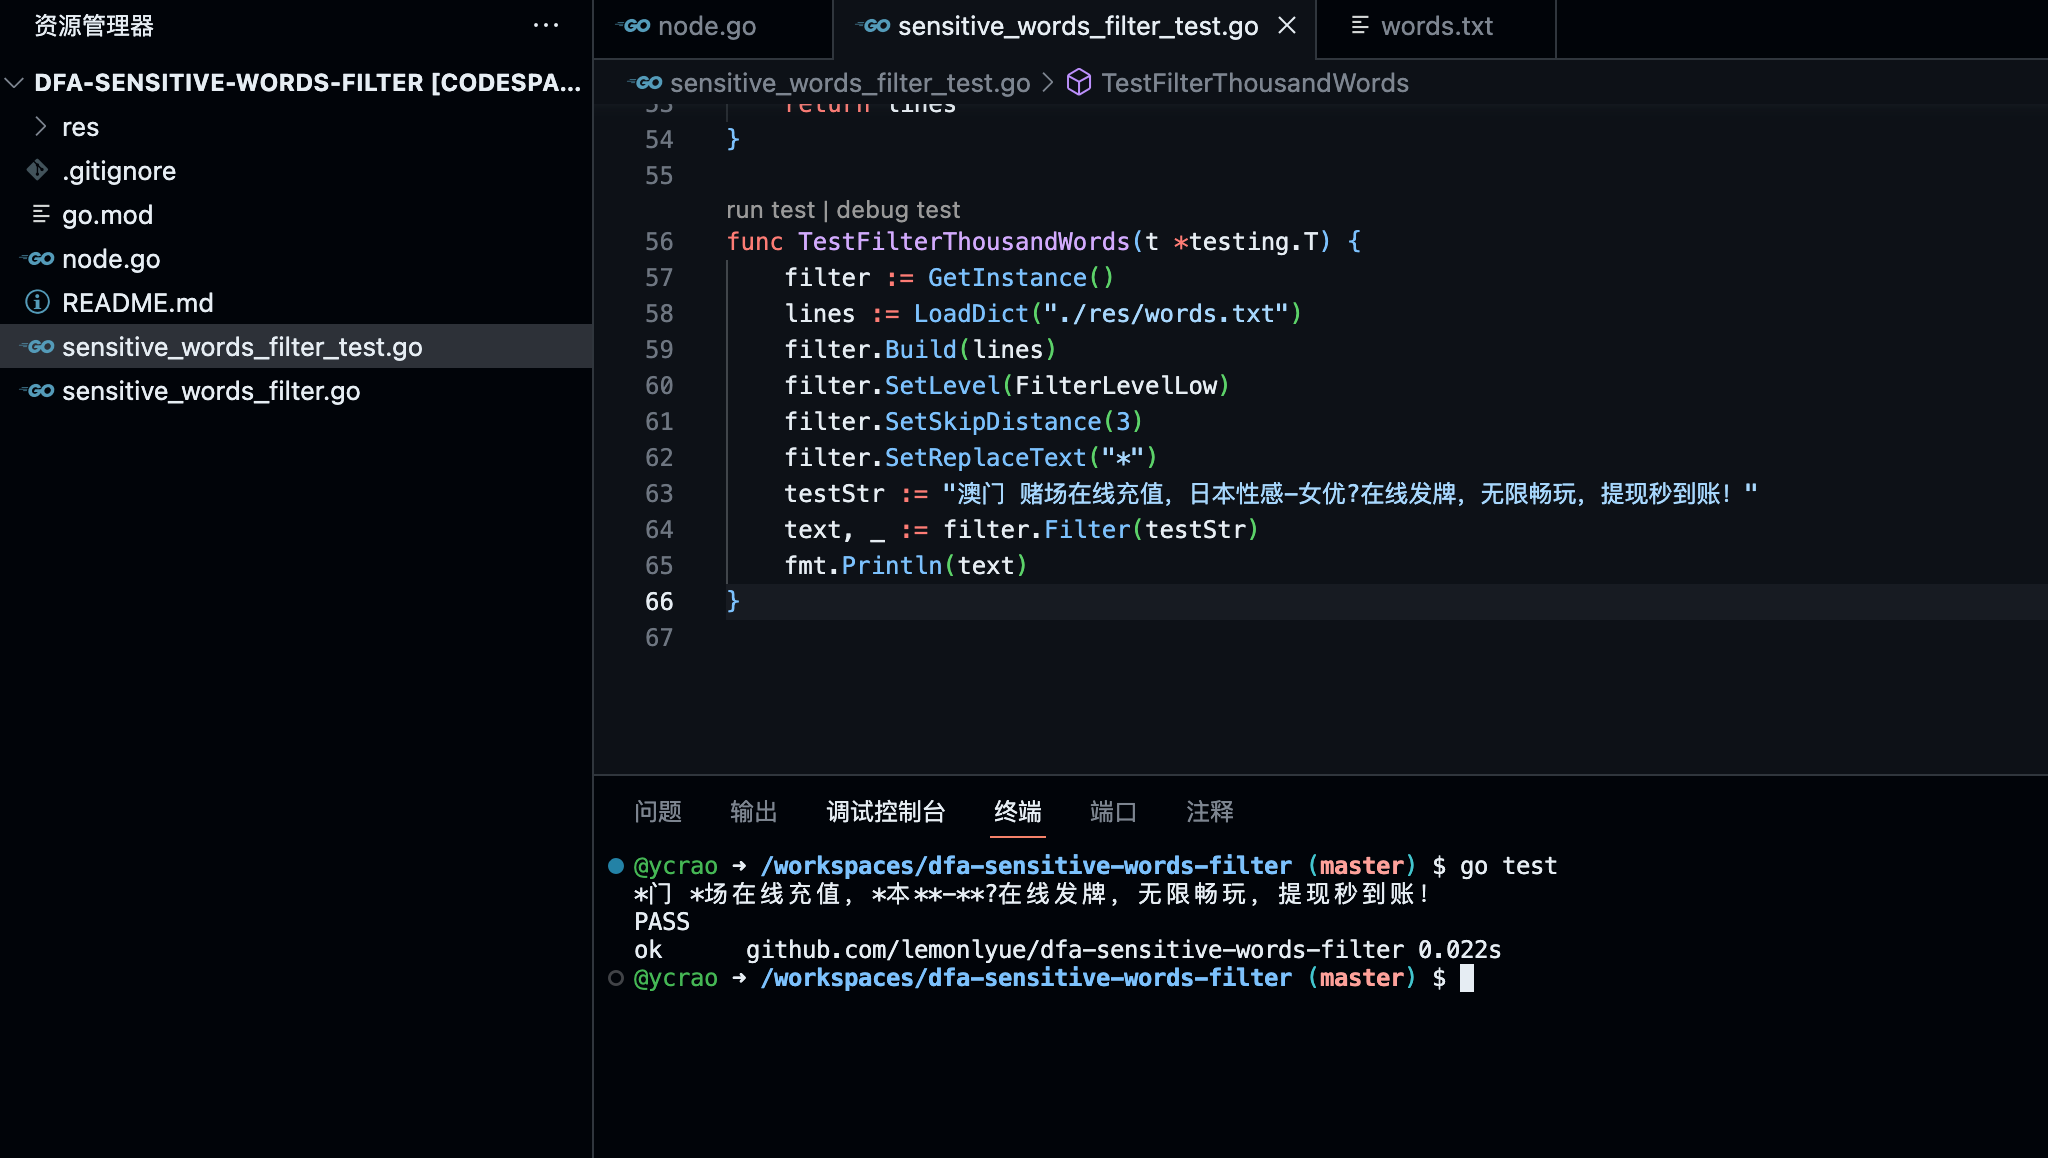 资源管理器 ···
DFA-SENSITIVE-WORDS-FILTER [CODESPA...
res
.gitignore
go.mod
node.go
README.md
sensitive_words_filter_test.go
sensitive_words_filter.go
node.go
sensitive_words_filter_test.go
words.txt
sensitive_words_filter_test.go > TestFilterThousandWords
53 return lines
54 }
55
run test | debug test
56 func TestFilterThousandWords(t *testing.T) {
57 filter := GetInstance()
58 lines := LoadDict("./res/words.txt")
59 filter.Build(lines)
60 filter.SetLevel(FilterLevelLow)
61 filter.SetSkipDistance(3)
62 filter.SetReplaceText("*")
63 testStr := "澳门 赌场在线充值，日本性感-女优?在线发牌，无限畅玩，提现秒到账！"
64 text, _ := filter.Filter(testStr)
65 fmt.Println(text)
66 }
67
问题 输出 调试控制台 终端 端口 注释
@ycrao ➜ /workspaces/dfa-sensitive-words-filter (master) $ go test
*门 *场在线充值，*本**-**?在线发牌，无限畅玩，提现秒到账！
PASS
ok github.com/lemonlyue/dfa-sensitive-words-filter 0.022s
@ycrao ➜ /workspaces/dfa-sensitive-words-filter (master) $